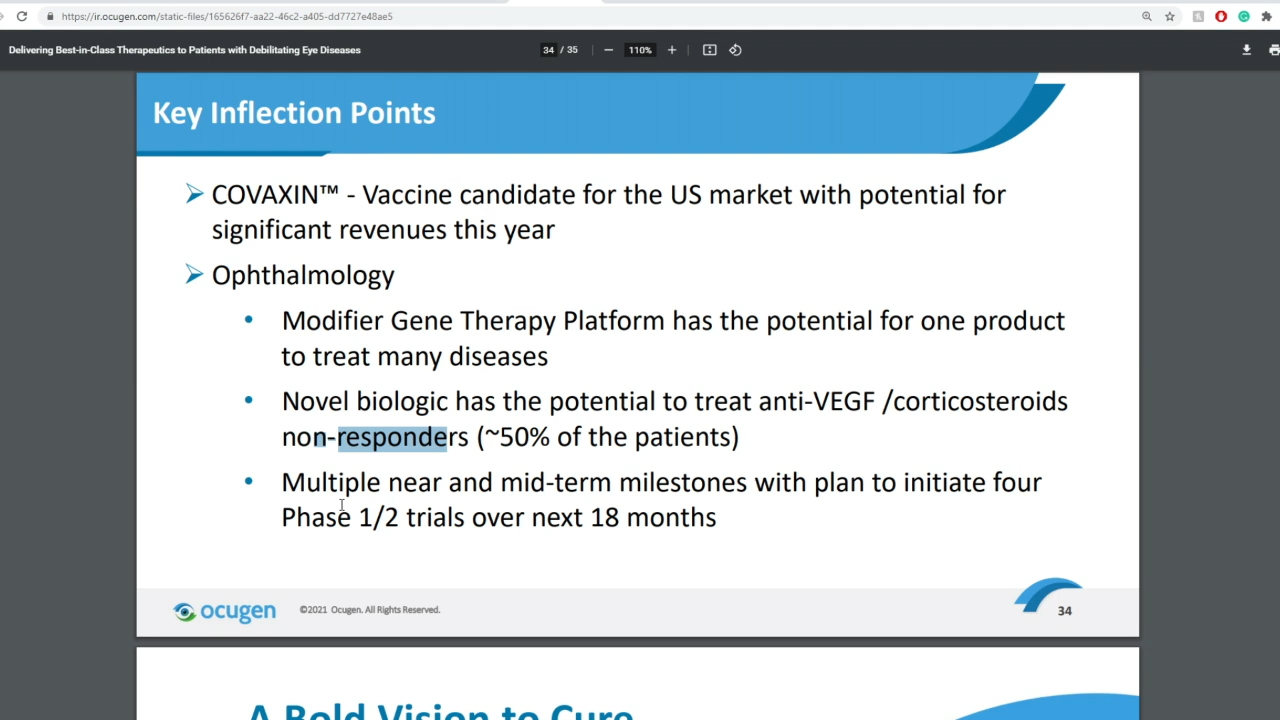 https://ir.ocugen.com/static-files/165626f7-aa22-46c2-a405-dd7727e48ae5
Delivering Best-in-Class Therapeutics to Patients with Debilitating Eye Diseases
34 / 35
110%
Key Inflection Points
COVAXIN™ - Vaccine candidate for the US market with potential for
significant revenues this year
Ophthalmology
Modifier Gene Therapy Platform has the potential for one product
to treat many diseases
Novel biologic has the potential to treat anti-VEGF /corticosteroids
non-responders (~50% of the patients)
Multiple near and mid-term milestones with plan to initiate four
Phase 1/2 trials over next 18 months
ocugen
©2021 Ocugen. All Rights Reserved.
34
A Bold Vision to Cure